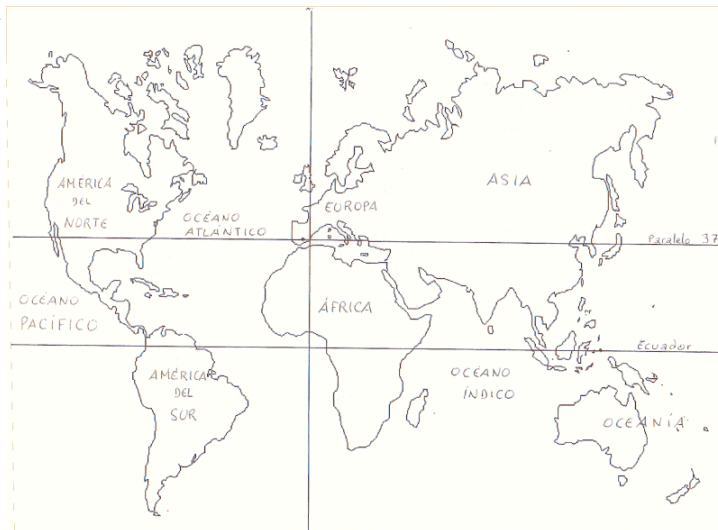 AMÉRICA
DEL
NORTE
OCÉANO
ATLÁNTICO
EUROPA
ASIA
Paralelo 37
OCÉANO
PACÍFICO
ÁFRICA
Ecuador
AMÉRICA
DEL
SUR
OCÉANO
ÍNDICO
OCEANÍA